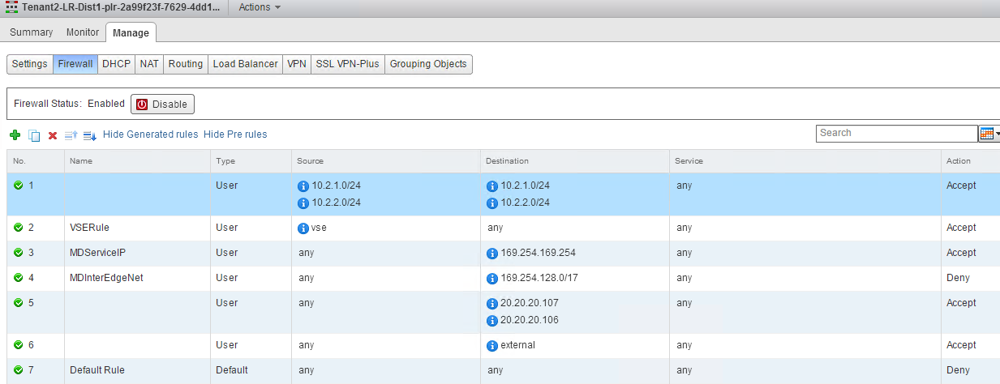 Tenant2-LR-Dist1-plr-2a99f23f-7629-4dd1... Actions
Summary Monitor Manage
Settings Firewall DHCP NAT Routing Load Balancer VPN SSL VPN-Plus Grouping Objects
Firewall Status: Enabled Disable
Hide Generated rules Hide Pre rules Search
No. Name Type Source Destination Service Action
1 User 10.2.1.0/24 10.2.1.0/24 any Accept
10.2.2.0/24 10.2.2.0/24
2 VSERule User vse any any Accept
3 MDServiceIP User any 169.254.169.254 any Accept
4 MDInterEdgeNet User any 169.254.128.0/17 any Deny
5 User any 20.20.20.107 any Accept
20.20.20.106
6 User any external any Accept
7 Default Rule Default any any any Deny